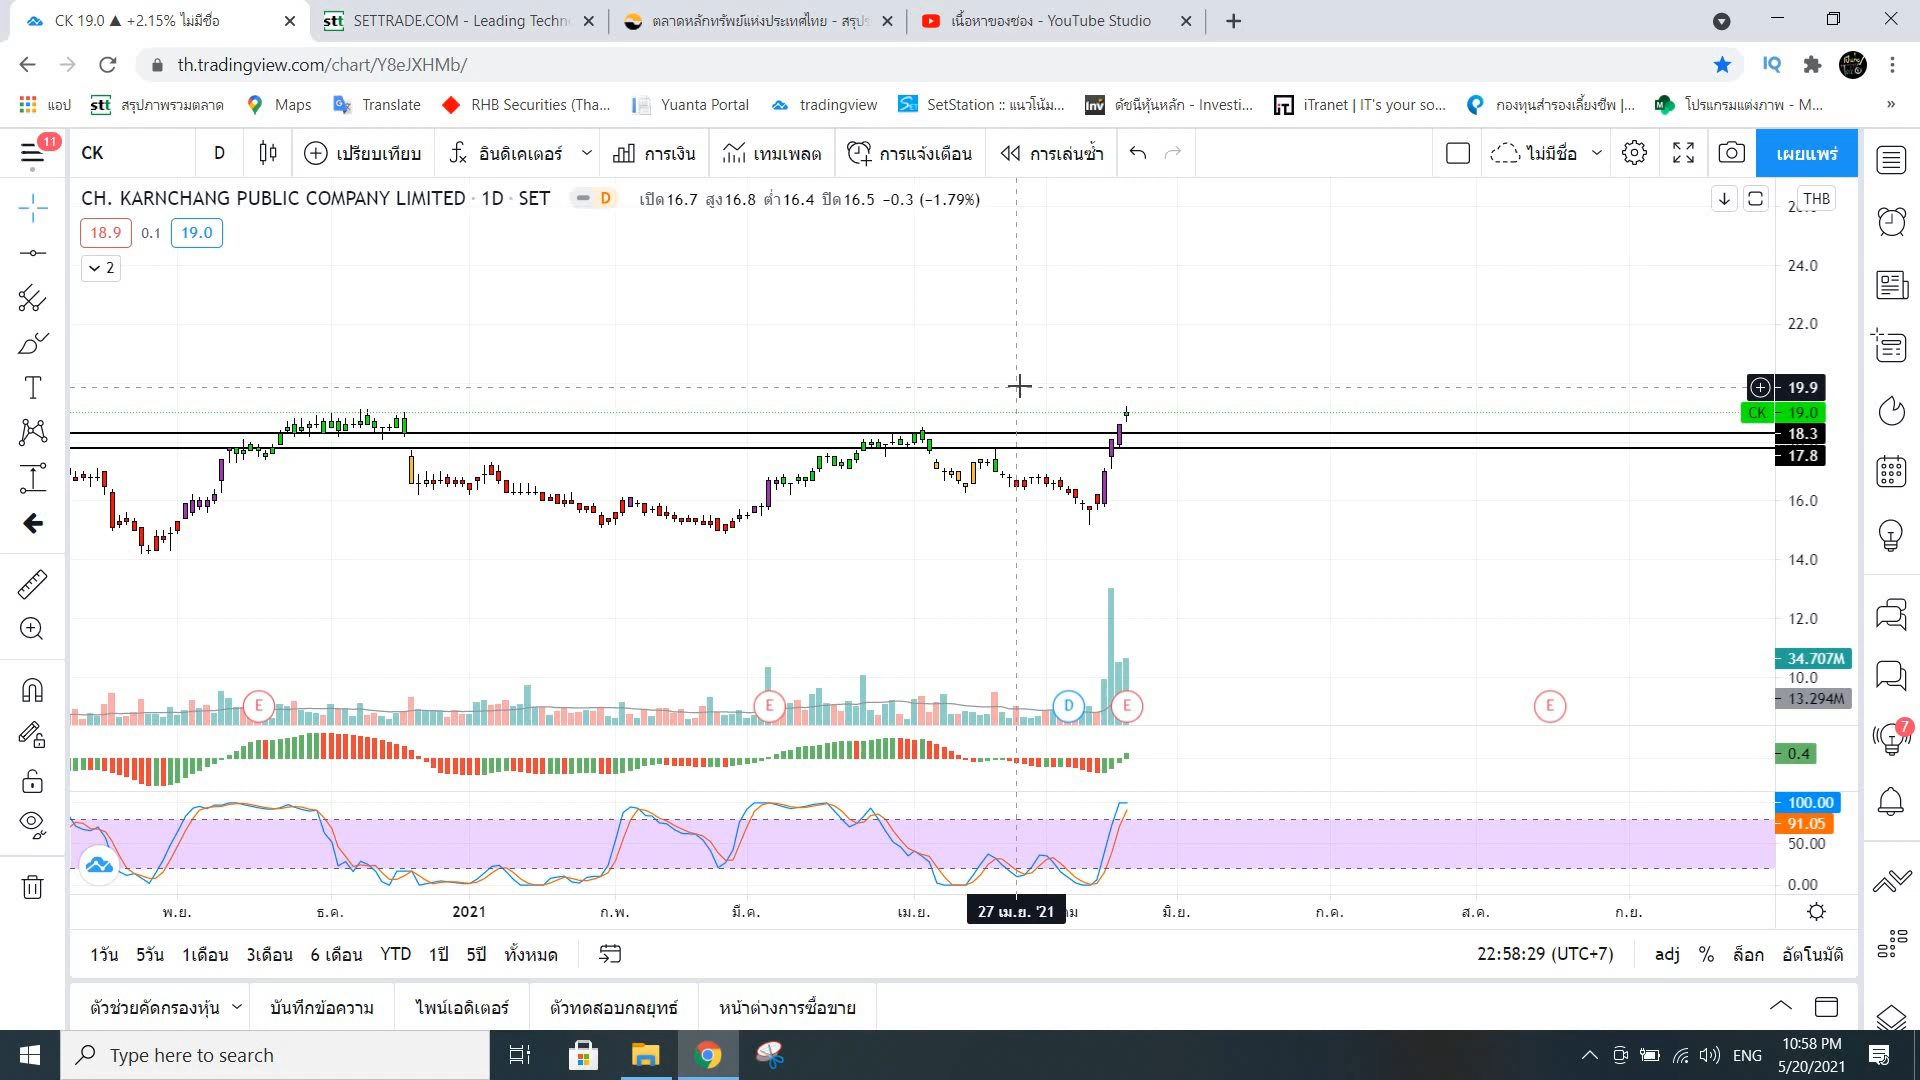 CK 19.0 ▲ +2.15% ไม่มีชื่อ
SETTRADE.COM - Leading Techn
ตลาดหลักทรัพย์แห่งประเทศไทย - สรุปข
เนื้อหาของช่อง - YouTube Studio
th.tradingview.com/chart/Y8eJXHMb/
IQ
แอป
stt สรุปภาพรวมตลาด
Maps
Translate
RHB Securities (Tha...
Yuanta Portal
tradingview
SetStation :: แนวโน้ม...
Inv ดัชนีหุ้นหลัก - Investi...
iTranet | IT's your so...
กองทุนสำรองเลี้ยงชีพ |...
โปรแกรมแต่งภาพ - M...
»
11
CK
D
เปรียบเทียบ
อินดิเคเตอร์
การเงิน
เทมเพลต
การแจ้งเตือน
การเล่นซ้ำ
ไม่มีชื่อ
เผยแพร่
CH. KARNCHANG PUBLIC COMPANY LIMITED · 1D · SET
D
เปิด16.7 สูง16.8 ต่ำ16.4 ปิด16.5 −0.3 (−1.79%)
THB
18.9
0.1
19.0
2
24.0
22.0
19.9
CK 19.0
18.3
17.8
16.0
14.0
12.0
34.707M
10.0
13.294M
E
E
D
E
E
7
0.4
100.00
91.05
50.00
0.00
พ.ย.
ธ.ค.
2021
ก.พ.
มี.ค.
เม.ย.
27 เม.ย. '21
มิ.ย.
ก.ค.
ส.ค.
ก.ย.
1วัน
5วัน
1เดือน
3เดือน
6 เดือน
YTD
1ปี
5ปี
ทั้งหมด
22:58:29 (UTC+7)
adj
%
ล็อก
อัตโนมัติ
ตัวช่วยคัดกรองหุ้น
บันทึกข้อความ
ไพน์เอดิเตอร์
ตัวทดสอบกลยุทธ์
หน้าต่างการซื้อขาย
Type here to search
ENG
10:58 PM
5/20/2021